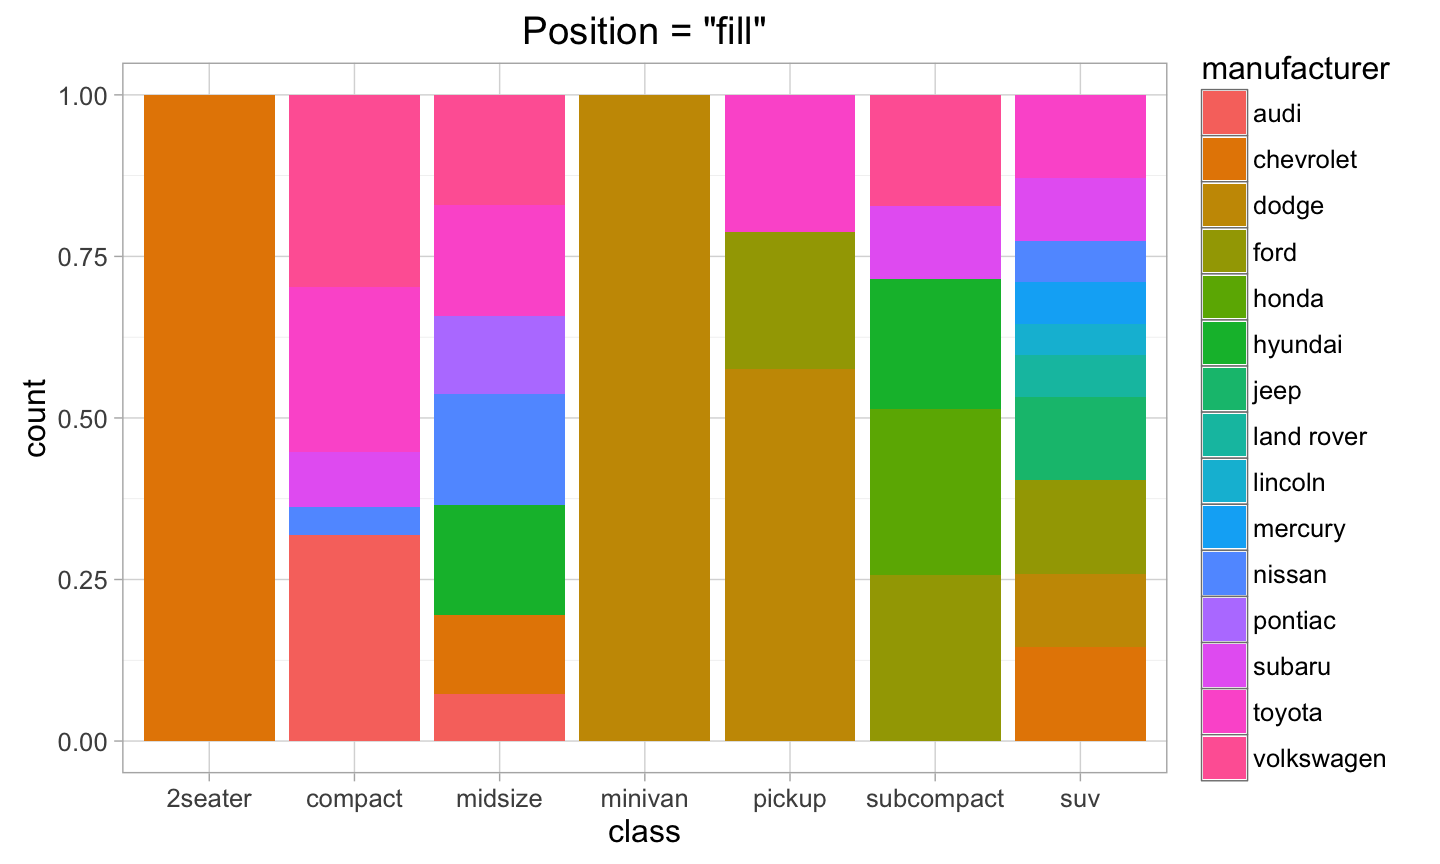 Position = "fill"
manufacturer
audi
chevrolet
dodge
ford
honda
hyundai
jeep
land rover
lincoln
mercury
nissan
pontiac
subaru
toyota
volkswagen
count
1.00
0.75
0.50
0.25
0.00
2seater compact midsize minivan pickup subcompact suv
class